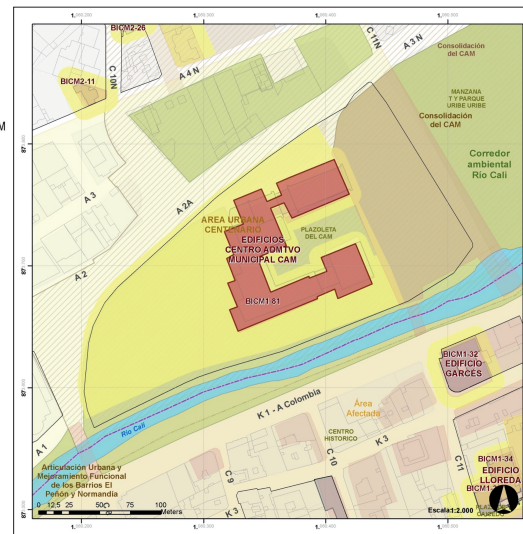 M
BICM2-26
C 10N
A 4 N
C 11N
A 3 N
Consolidación
del CAM
BICM2-11
MANZANA
T Y PARQUE
URIBE URIBE
Consolidación
del CAM
Corredor
ambiental
Río Cali
A 3
A 2A
AREA URBANA
CENTENARIO
EDIFICIOS
CENTRO ADMTVO
MUNICIPAL CAM
PLAZOLETA
DEL CAM
A 2
BICM1-81
BICM1-32
EDIFICIO
GARCÉS
K 1 - A Colombia
Área
Afectada
Río Cali
CENTRO
HISTORICO
K 3
A 1
C 9
C 10
C 11
BICM1-34
EDIFICIO
LLOREDA
Articulación Urbana y
Mejoramiento Funcional
de los Barrios El
Peñón y Normandia
K 3
0 12,5 25 50 75 100
Meters
Escala1:2.000